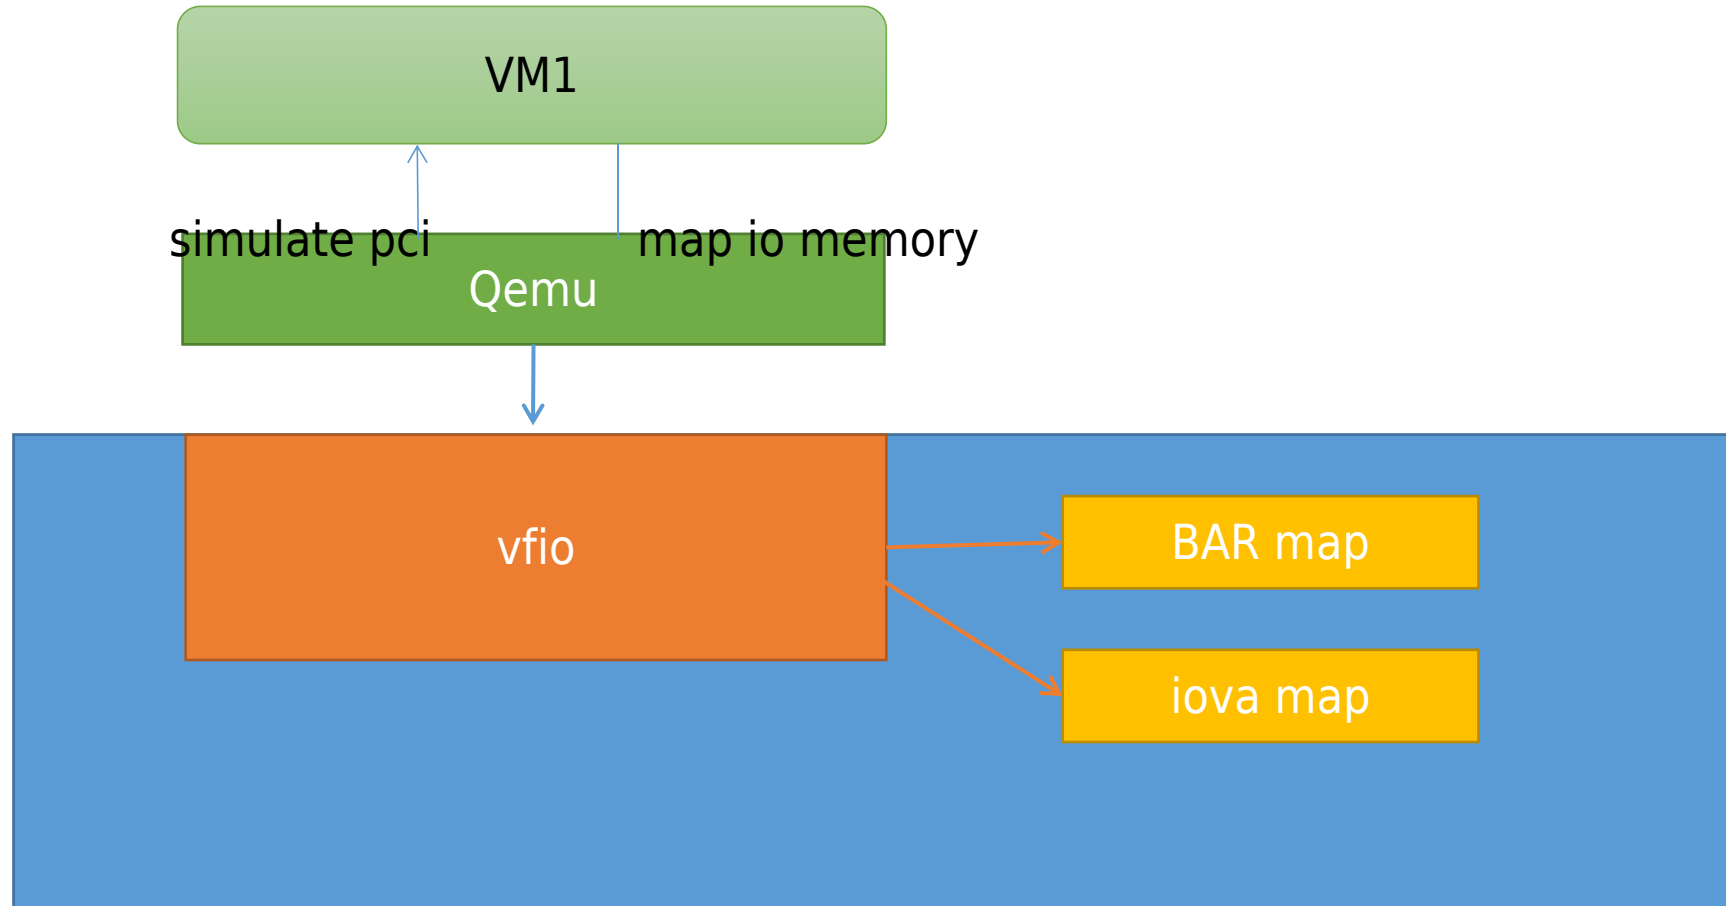 VM1
simulate pci
map io memory
Qemu
vfio
BAR map
iova map